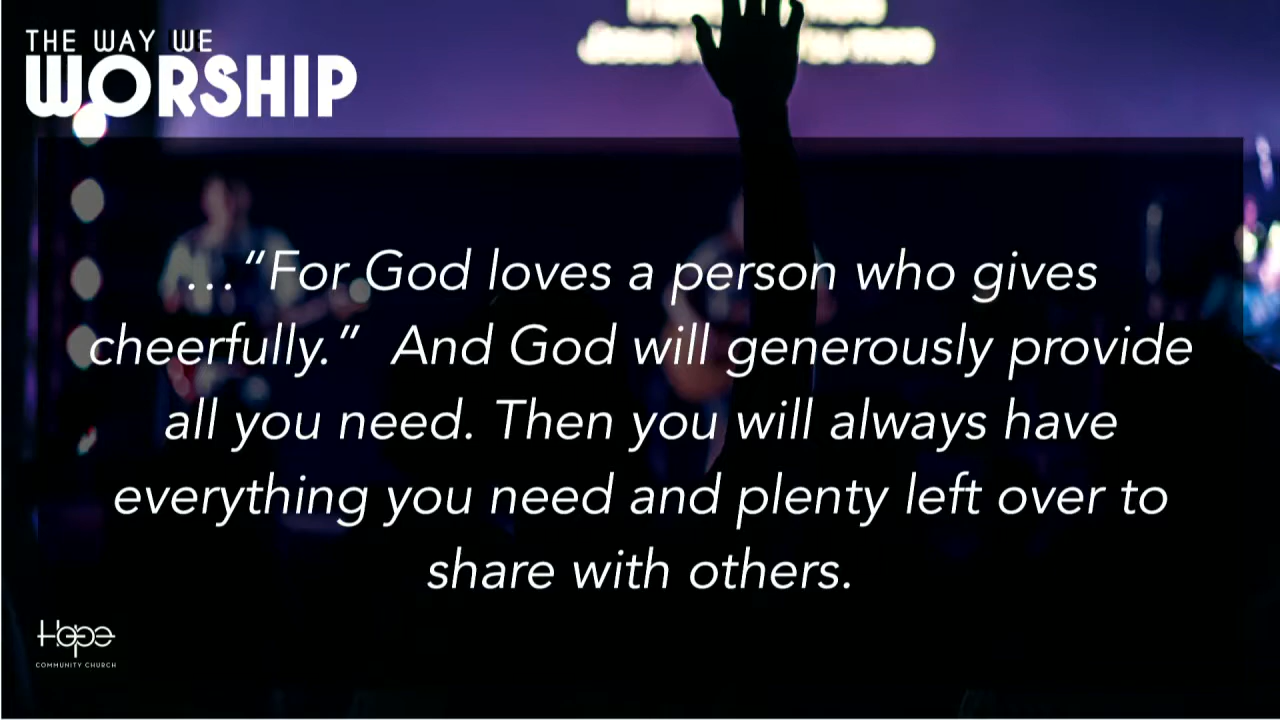 THE WAY WE
WORSHIP
Jesus
more
…“For God loves a person who gives
cheerfully.” And God will generously provide
all you need. Then you will always have
everything you need and plenty left over to
share with others.
Hope
COMMUNITY CHURCH